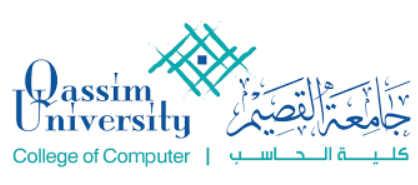 Qassim
University
جامعة القصيم
College of Computer | كلية الحاسب